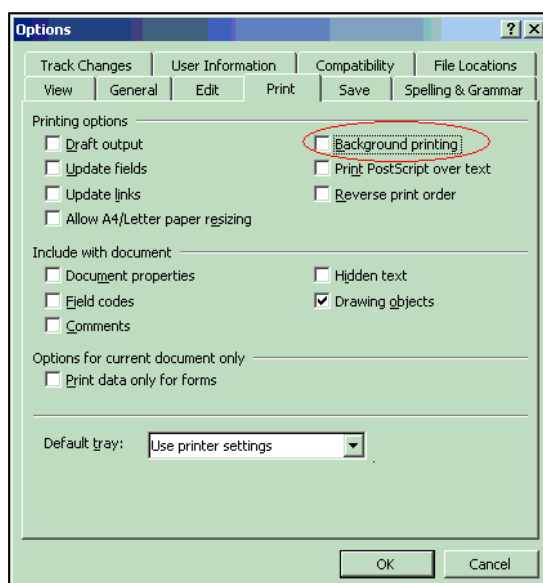 Options
Track Changes User Information Compatibility File Locations
View General Edit Print Save Spelling & Grammar
Printing options
Draft output Background printing
Update fields Print PostScript over text
Update links Reverse print order
Allow A4/Letter paper resizing
Include with document
Document properties Hidden text
Field codes Drawing objects
Comments
Options for current document only
Print data only for forms
Default tray: Use printer settings
OK Cancel